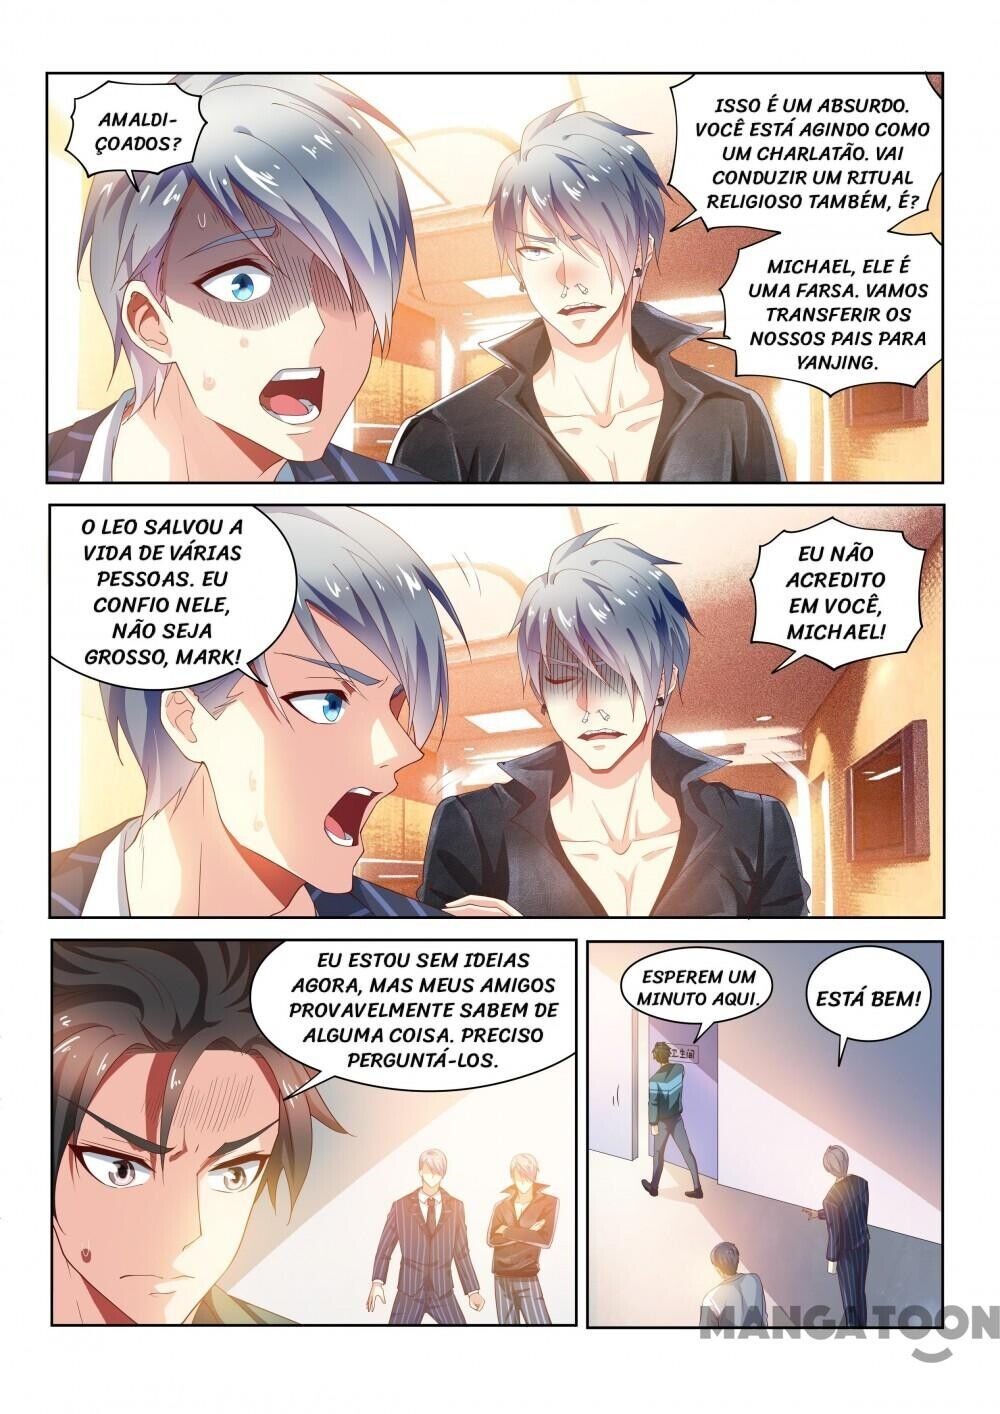 AMALDI-
ÇOADOS?
ISSO É UM ABSURDO.
VOCÊ ESTÁ AGINDO COMO
UM CHARLATÃO. VAI
CONDUZIR UM RITUAL
RELIGIOSO TAMBÉM, É?
MICHAEL, ELE É
UMA FARSA. VAMOS
TRANSFERIR OS
NOSSOS PAIS PARA
YANJING.
O LEO SALVOU A
VIDA DE VÁRIAS
PESSOAS. EU
CONFIO NELE,
NÃO SEJA
GROSSO, MARK!
EU NÃO
ACREDITO
EM VOCÊ,
MICHAEL!
EU ESTOU SEM IDEIAS
AGORA, MAS MEUS AMIGOS
PROVAVELMENTE SABEM DE
ALGUMA COISA. PRECISO
PERGUNTÁ-LOS.
ESPEREM UM
MINUTO AQUI.
ESTÁ BEM!
生间
MANGATOON